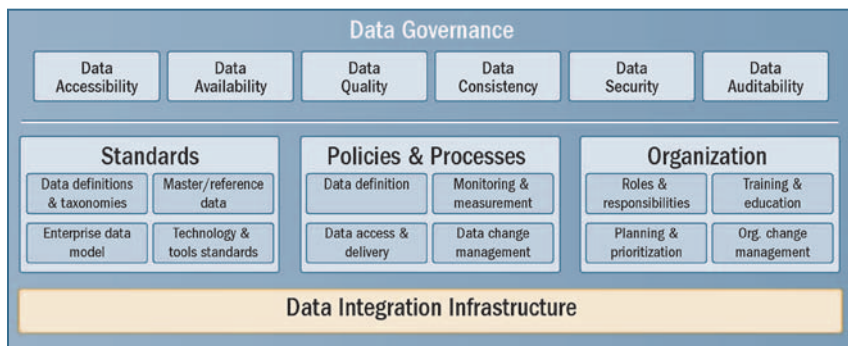 Data Governance
Data
Accessibility
Data
Availability
Data
Quality
Data
Consistency
Data
Security
Data
Auditability
Standards
Data definitions
& taxonomies
Master/reference
data
Enterprise data
model
Technology &
tools standards
Policies & Processes
Data definition
Monitoring &
measurement
Data access &
delivery
Data change
management
Organization
Roles &
responsibilities
Training &
education
Planning &
prioritization
Org. change
management
Data Integration Infrastructure